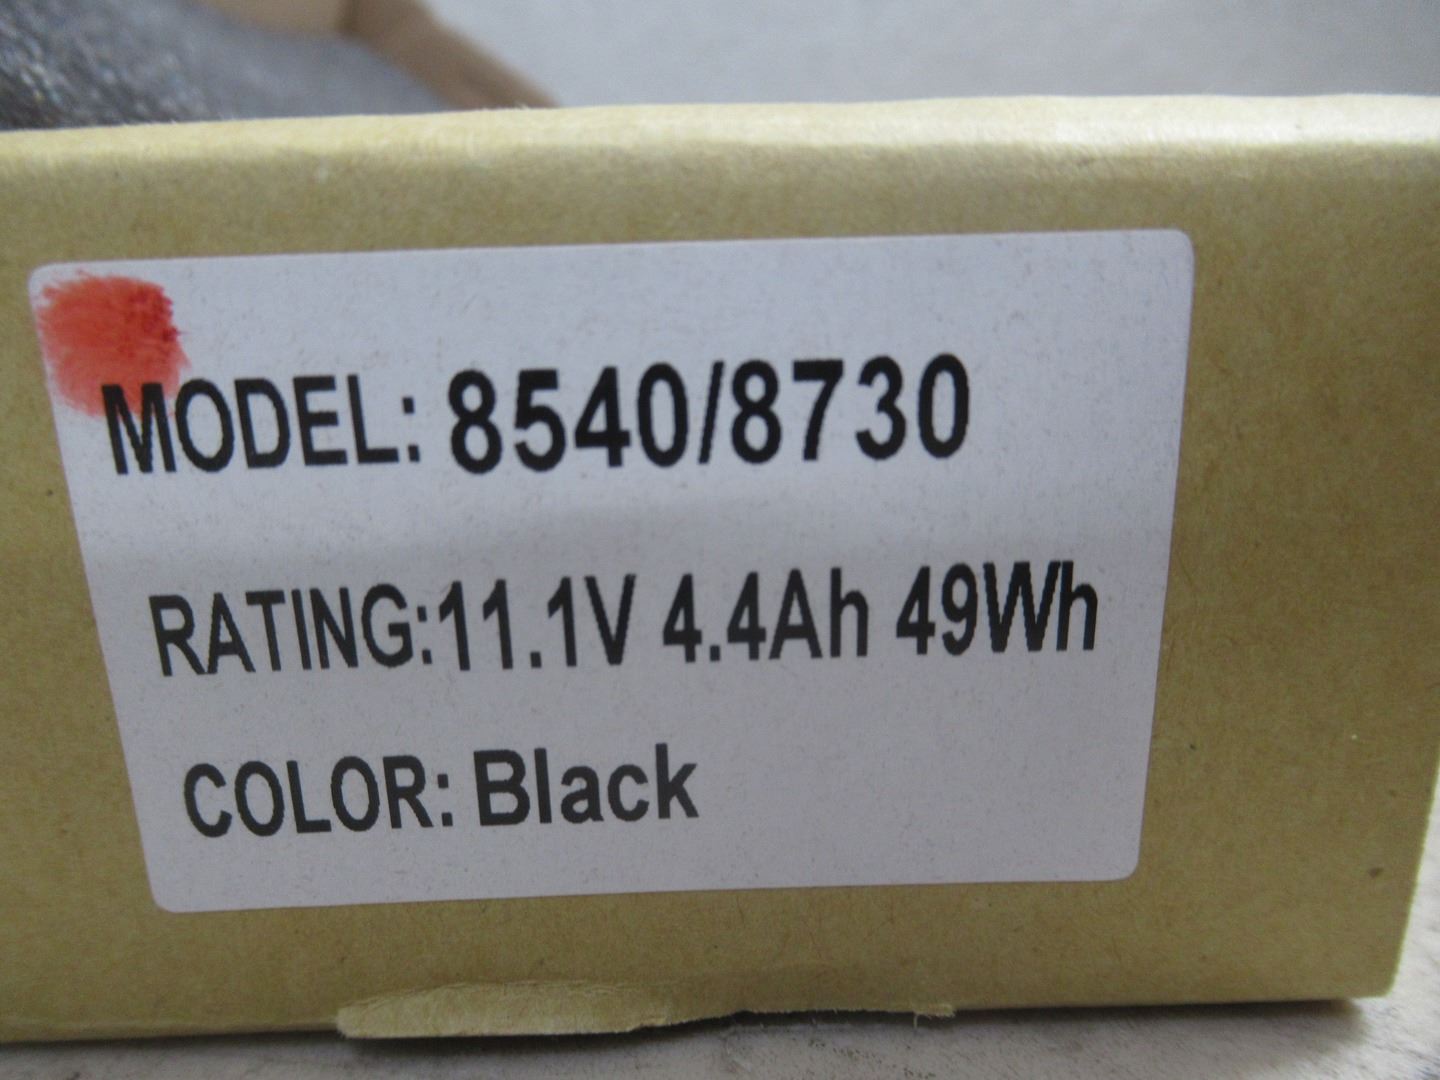 MODEL: 8540/8730
RATING:11.1V 4.4Ah 49Wh
COLOR: Black